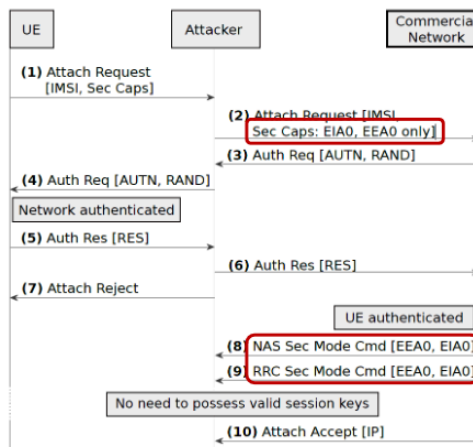 UE
Attacker
Commercia
Network
(1) Attach Request
[IMSI, Sec Caps]
(2) Attach Request [IMSI,
Sec Caps: EIA0, EEA0 only]
(3) Auth Req [AUTN, RAND]
(4) Auth Req [AUTN, RAND]
Network authenticated
(5) Auth Res [RES]
(6) Auth Res [RES]
(7) Attach Reject
UE authenticated
(8) NAS Sec Mode Cmd [EEA0, EIA0]
(9) RRC Sec Mode Cmd [EEA0, EIA0]
No need to possess valid session keys
(10) Attach Accept [IP]